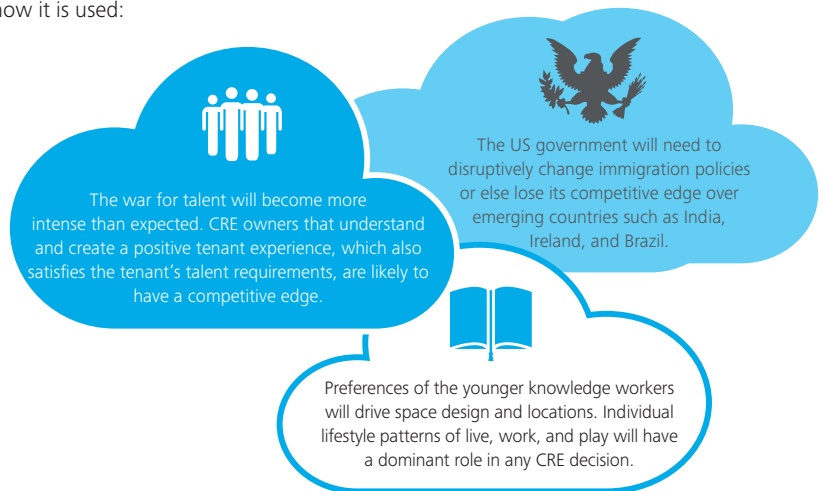 how it is used:
The war for talent will become more
intense than expected. CRE owners that understand
and create a positive tenant experience, which also
satisfies the tenant's talent requirements, are likely to
have a competitive edge.
The US government will need to
disruptively change immigration policies
or else lose its competitive edge over
emerging countries such as India,
Ireland, and Brazil.
Preferences of the younger knowledge workers
will drive space design and locations. Individual
lifestyle patterns of live, work, and play will have
a dominant role in any CRE decision.